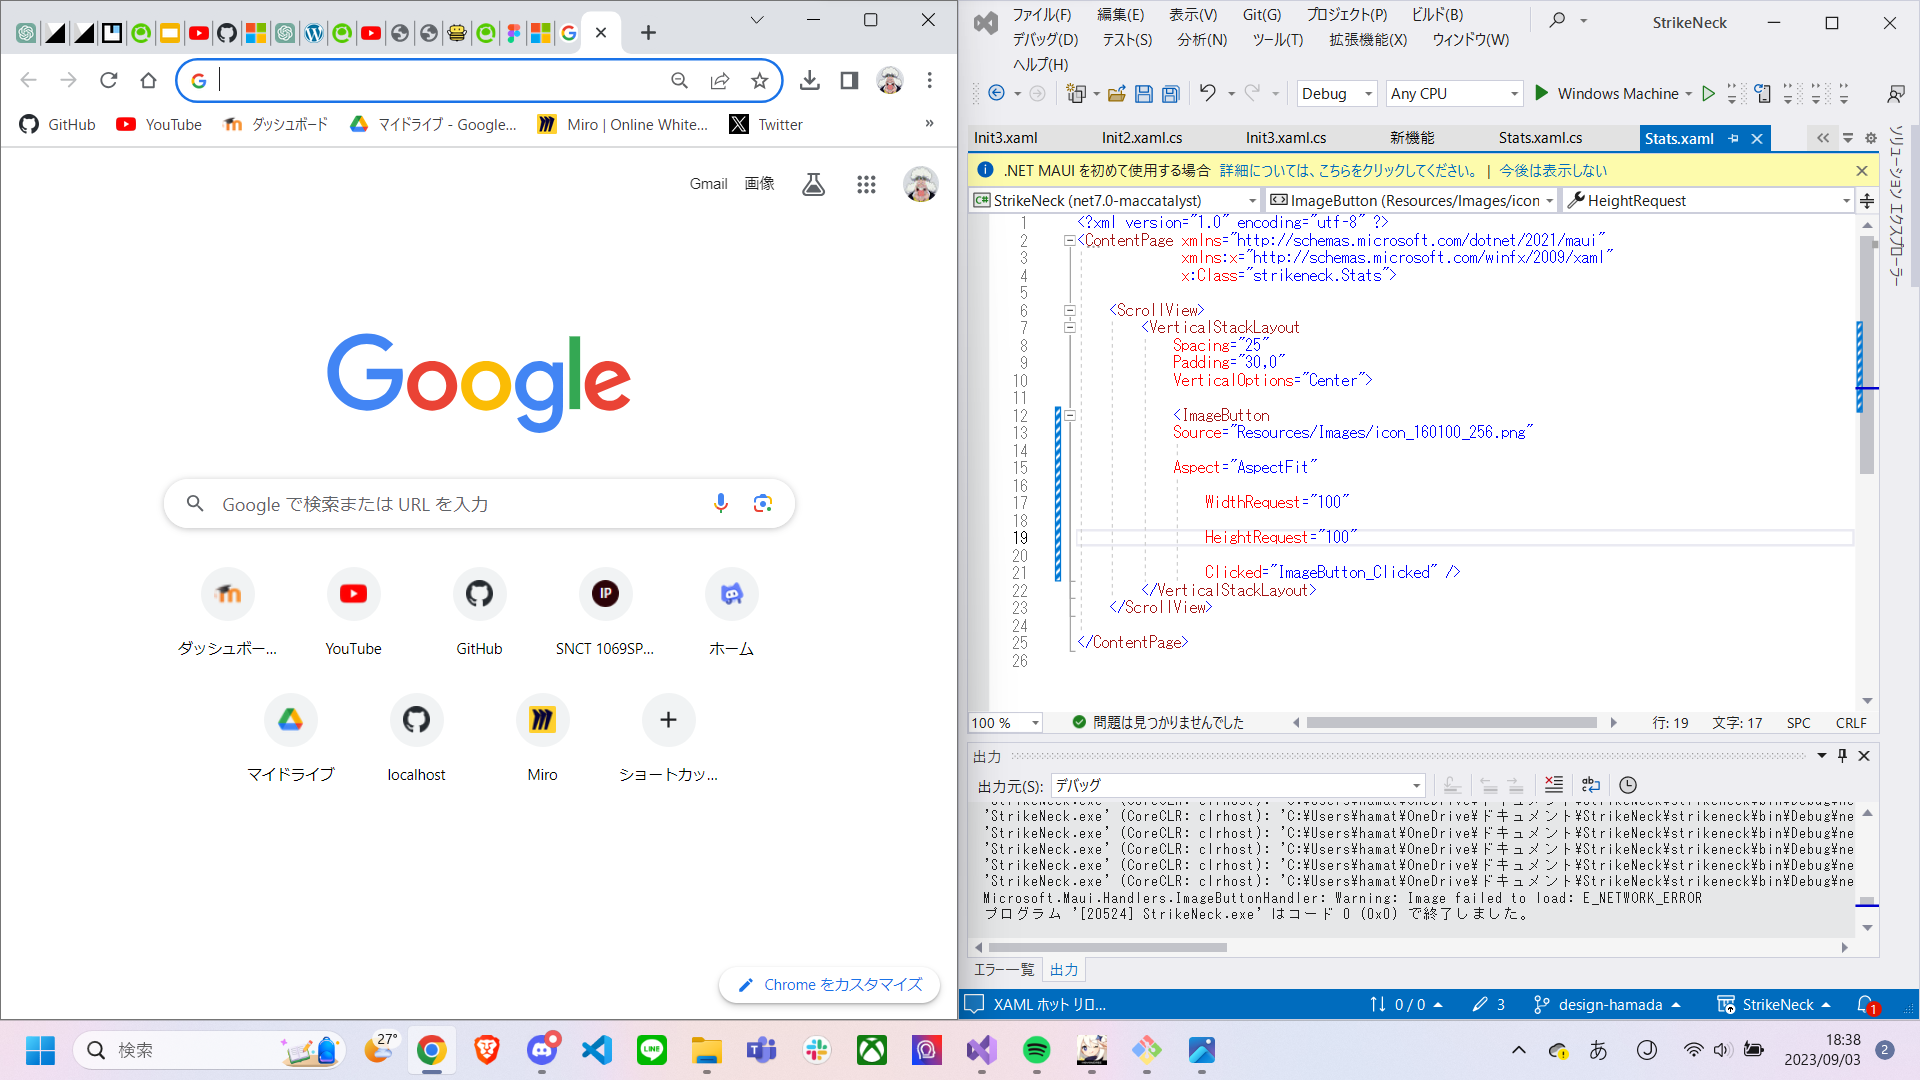 GitHub
YouTube
ダッシュボード
マイドライブ - Google...
Miro | Online White...
Twitter
»
Gmail
画像
Google
Google で検索または URL を入力
ダッシュボー...
YouTube
GitHub
IP
SNCT 1069SP...
ホーム
マイドライブ
localhost
Miro
ショートカッ...
Chrome をカスタマイズ
ファイル(F)
編集(E)
表示(V)
Git(G)
プロジェクト(P)
ビルド(B)
デバッグ(D)
テスト(S)
分析(N)
ツール(T)
拡張機能(X)
ウィンドウ(W)
ヘルプ(H)
StrikeNeck
Debug
Any CPU
Windows Machine
Init3.xaml
Init2.xaml.cs
Init3.xaml.cs
新機能
Stats.xaml.cs
Stats.xaml
ソリューション エクスプローラー
.NET MAUI を初めて使用する場合 詳細については、こちらをクリックしてください。 | 今後は表示しない
StrikeNeck (net7.0-maccatalyst)
ImageButton (Resources/Images/icon
HeightRequest
1 <?xml version="1.0" encoding="utf-8" ?>
2 <ContentPage xmlns="http://schemas.microsoft.com/dotnet/2021/maui"
3 xmlns:x="http://schemas.microsoft.com/winfx/2009/xaml"
4 x:Class="strikeneck.Stats">
5
6 <ScrollView>
7 <VerticalStackLayout
8 Spacing="25"
9 Padding="30,0"
10 VerticalOptions="Center">
11
12 <ImageButton
13 Source="Resources/Images/icon_160100_256.png"
14
15 Aspect="AspectFit"
16
17 WidthRequest="100"
18
19 HeightRequest="100"
20
21 Clicked="ImageButton_Clicked" />
22 </VerticalStackLayout>
23 </ScrollView>
24
25 </ContentPage>
26
100 %
問題は見つかりませんでした
行: 19
文字: 17
SPC
CRLF
出力
出力元(S):
デバッグ
'StrikeNeck.exe' (CoreCLR: clrhost): 'C:¥Users¥hamat¥OneDrive¥ドキュメント¥StrikeNeck¥strikeneck¥bin¥Debug¥ne
'StrikeNeck.exe' (CoreCLR: clrhost): 'C:¥Users¥hamat¥OneDrive¥ドキュメント¥StrikeNeck¥strikeneck¥bin¥Debug¥ne
'StrikeNeck.exe' (CoreCLR: clrhost): 'C:¥Users¥hamat¥OneDrive¥ドキュメント¥StrikeNeck¥strikeneck¥bin¥Debug¥ne
'StrikeNeck.exe' (CoreCLR: clrhost): 'C:¥Users¥hamat¥OneDrive¥ドキュメント¥StrikeNeck¥strikeneck¥bin¥Debug¥ne
'StrikeNeck.exe' (CoreCLR: clrhost): 'C:¥Users¥hamat¥OneDrive¥ドキュメント¥StrikeNeck¥strikeneck¥bin¥Debug¥ne
Microsoft.Maui.Handlers.ImageButtonHandler: Warning: Image failed to load: E_NETWORK_ERROR
プログラム '[20524] StrikeNeck.exe' はコード 0 (0x0) で終了しました。
エラー一覧
出力
XAML ホット リロ...
0 / 0
3
design-hamada
StrikeNeck
1
検索
27°
LINE
あ
18:38
2023/09/03
2